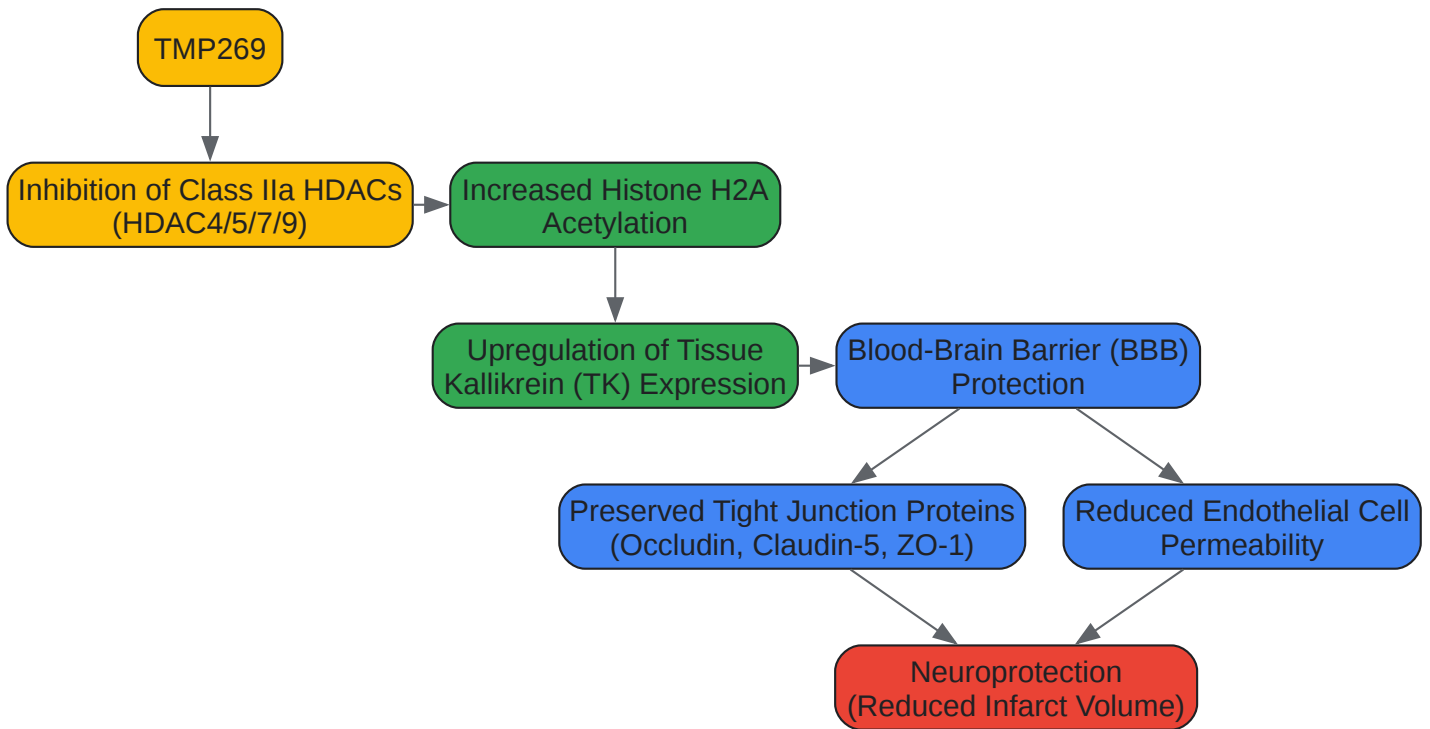 TMP269
Inhibition of Class IIa HDACs
(HDAC4/5/7/9)
Increased Histone H2A
Acetylation
Upregulation of Tissue
Kallikrein (TK) Expression
Blood-Brain Barrier (BBB)
Protection
Preserved Tight Junction Proteins
(Occludin, Claudin-5, ZO-1)
Reduced Endothelial Cell
Permeability
Neuroprotection
(Reduced Infarct Volume)